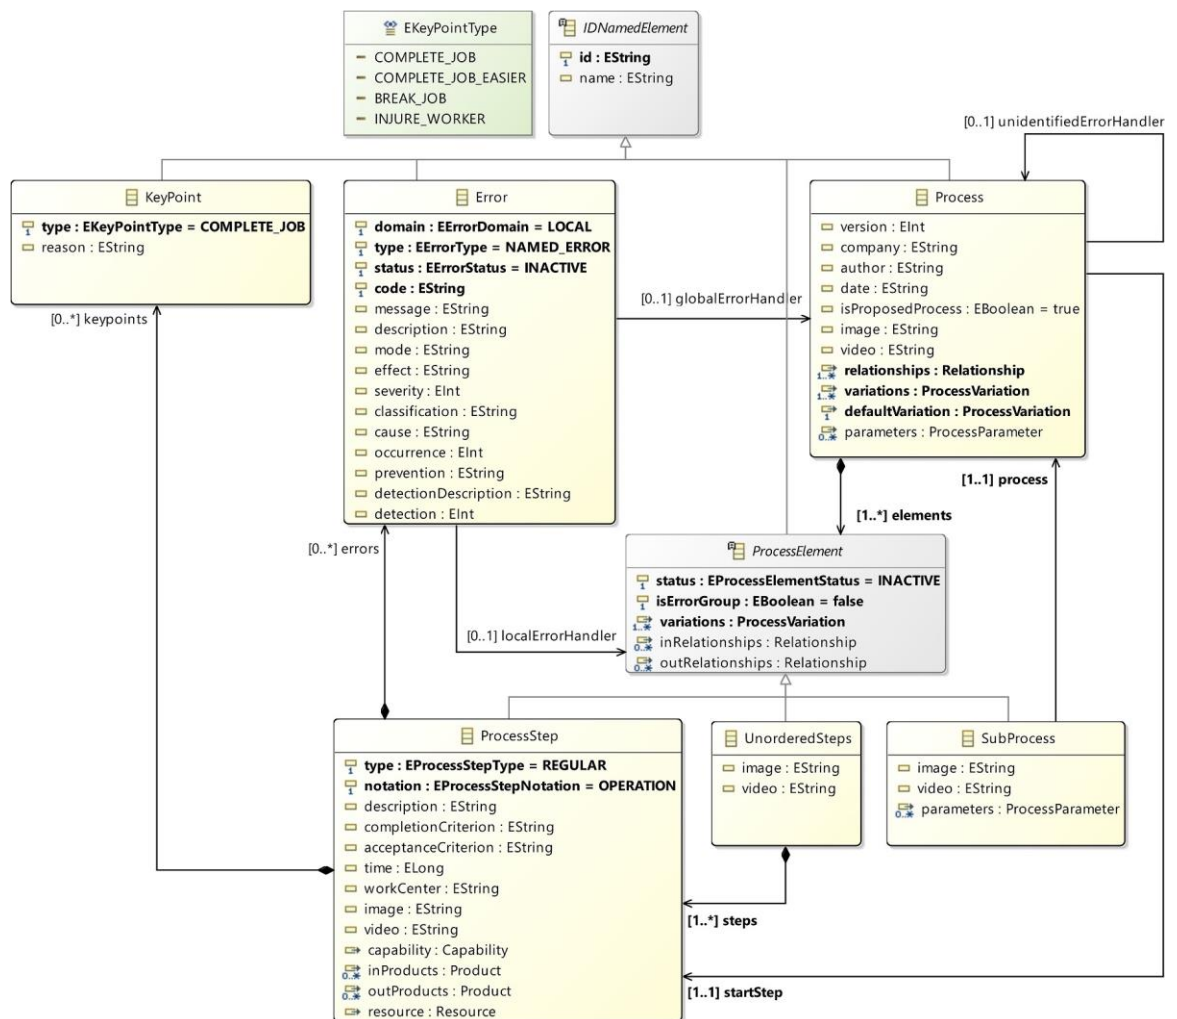 EKeyPointType
COMPLETE_JOB
COMPLETE_JOB_EASIER
BREAK_JOB
INJURE_WORKER
IDNamedElement
id : EString
name : EString
[0..1] unidentifiedErrorHandler
KeyPoint
type : EKeyPointType = COMPLETE_JOB
reason : EString
[0..*] keypoints
Error
domain : EErrorDomain = LOCAL
type : EErrorType = NAMED_ERROR
status : EErrorStatus = INACTIVE
code : EString
message : EString
description : EString
mode : EString
effect : EString
severity : EInt
classification : EString
cause : EString
occurrence : EInt
prevention : EString
detectionDescription : EString
detection : EInt
[0..1] globalErrorHandler
Process
version : EInt
company : EString
author : EString
date : EString
isProposedProcess : EBoolean = true
image : EString
video : EString
relationships : Relationship
variations : ProcessVariation
defaultVariation : ProcessVariation
parameters : ProcessParameter
[1..1] process
[1..*] elements
[0..*] errors
ProcessElement
status : EProcessElementStatus = INACTIVE
isErrorGroup : EBoolean = false
variations : ProcessVariation
inRelationships : Relationship
outRelationships : Relationship
[0..1] localErrorHandler
ProcessStep
type : EProcessStepType = REGULAR
notation : EProcessStepNotation = OPERATION
description : EString
completionCriterion : EString
acceptanceCriterion : EString
time : ELong
workCenter : EString
image : EString
video : EString
capability : Capability
inProducts : Product
outProducts : Product
resource : Resource
UnorderedSteps
image : EString
video : EString
SubProcess
image : EString
video : EString
parameters : ProcessParameter
[1..*] steps
[1..1] startStep